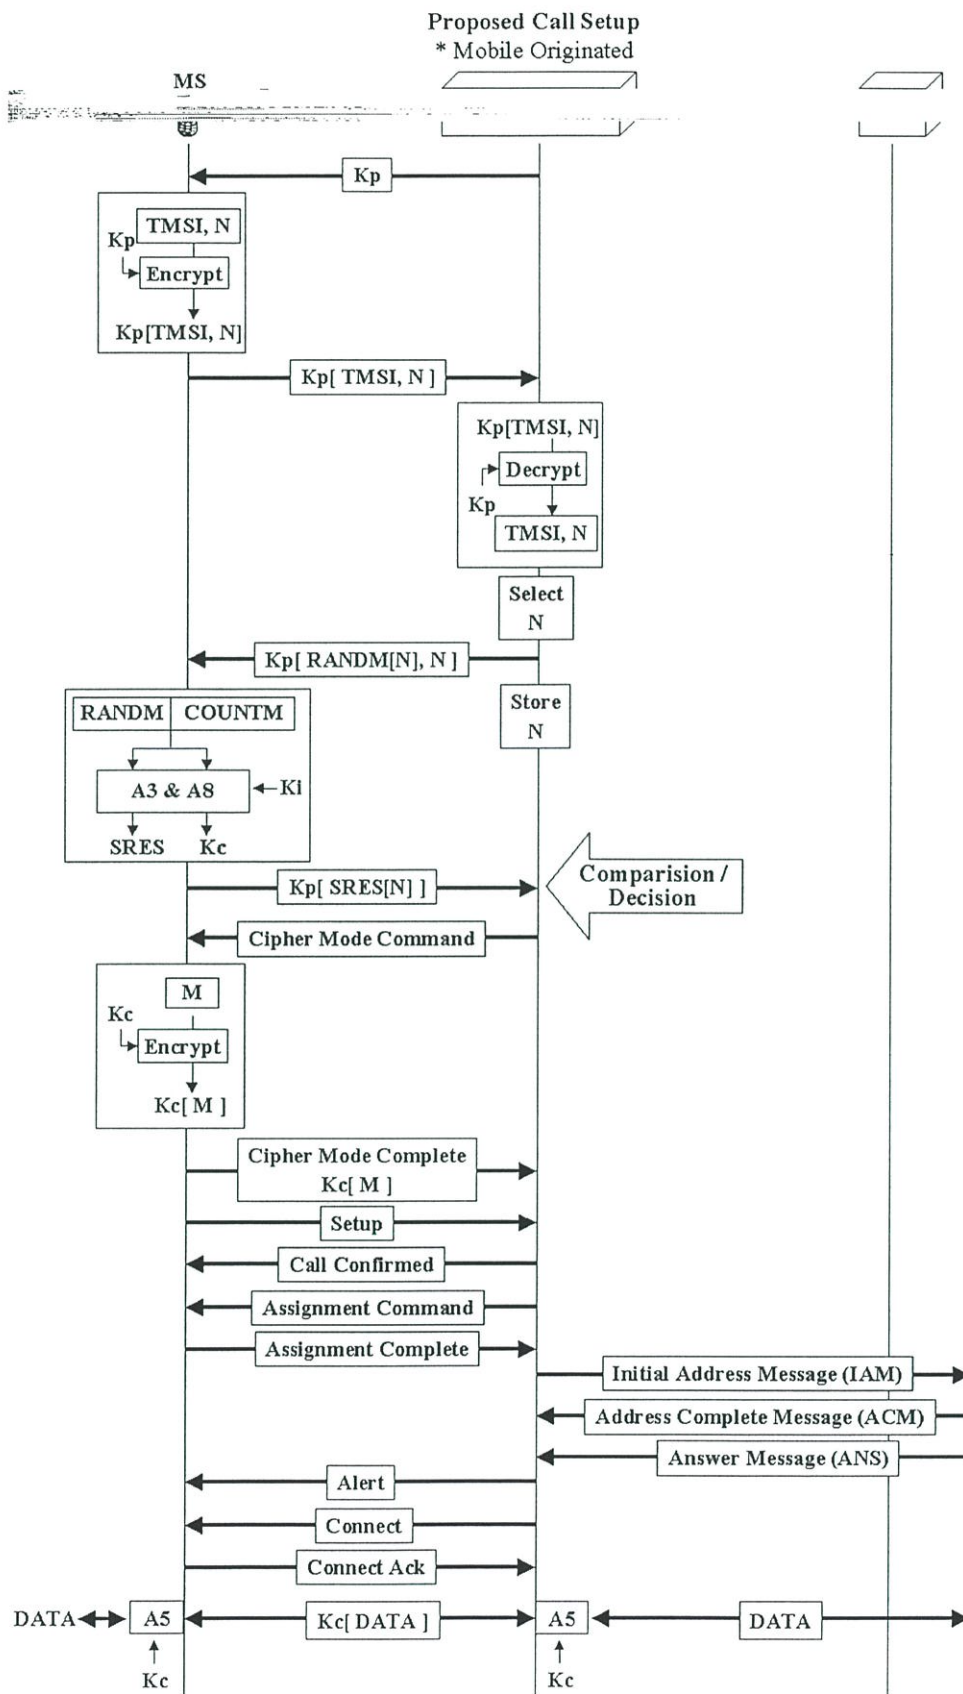 Proposed Call Setup
* Mobile Originated
MS
Kp
TMSI, N
Kp
Encrypt
Kp[TMSI, N]
Kp[ TMSI, N ]
Kp[TMSI, N]
Decrypt
Kp
TMSI, N
Select
N
Kp[ RANDM[N], N ]
Store
N
RANDM COUNTM
A3 & A8
Ki
SRES Kc
Kp[ SRES[N] ]
Comparision /
Decision
Cipher Mode Command
M
Kc
Encrypt
Kc[ M ]
Cipher Mode Complete
Kc[ M ]
Setup
Call Confirmed
Assignment Command
Assignment Complete
Initial Address Message (IAM)
Address Complete Message (ACM)
Answer Message (ANS)
Alert
Connect
Connect Ack
DATA A5 Kc[ DATA ] A5 DATA
Kc Kc